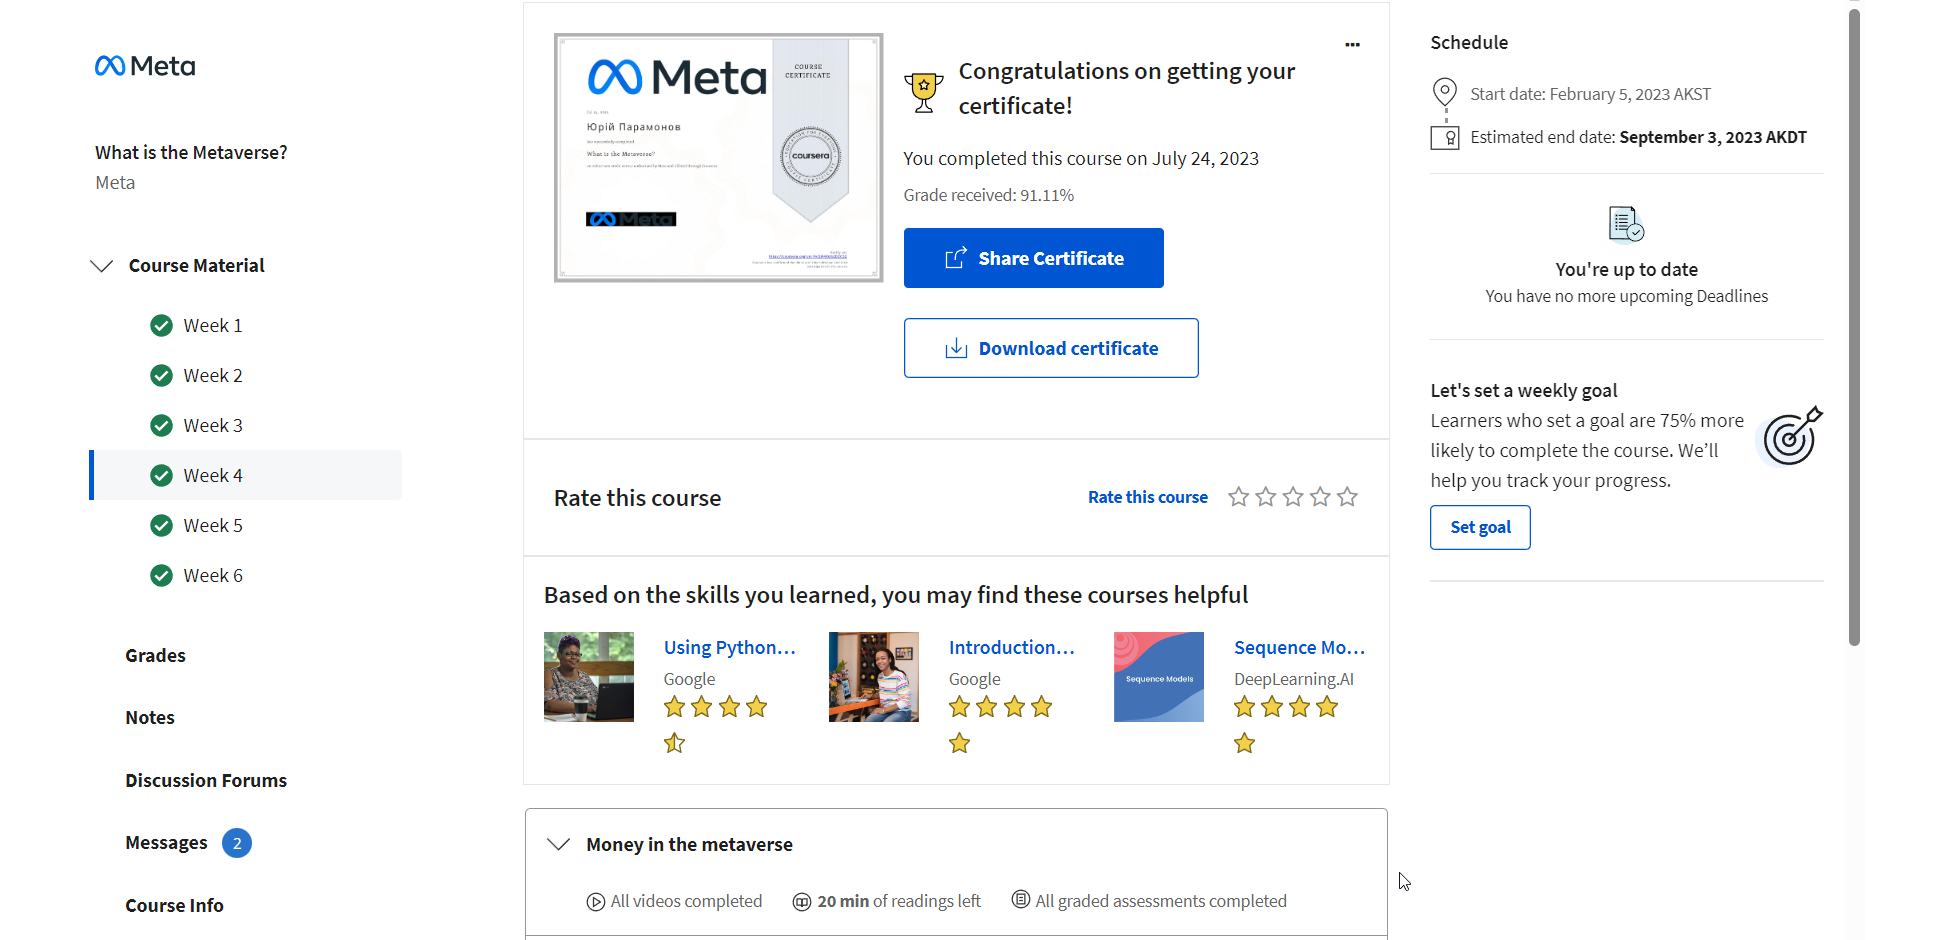 Meta
What is the Metaverse?
Meta
Course Material
Week 1
Week 2
Week 3
Week 4
Week 5
Week 6
Grades
Notes
Discussion Forums
Messages 2
Course Info
Meta
COURSE
CERTIFICATE
Юрій Парамонов
What is the Metaverse?
coursera
Meta
Congratulations on getting your
certificate!
You completed this course on July 24, 2023
Grade received: 91.11%
Share Certificate
Download certificate
Rate this course
Rate this course
Based on the skills you learned, you may find these courses helpful
Using Python...
Google
Introduction...
Google
Sequence Models
Sequence Mo...
DeepLearning.AI
Money in the metaverse
All videos completed
20 min of readings left
All graded assessments completed
Schedule
Start date: February 5, 2023 AKST
Estimated end date: September 3, 2023 AKDT
You're up to date
You have no more upcoming Deadlines
Let's set a weekly goal
Learners who set a goal are 75% more
likely to complete the course. We’ll
help you track your progress.
Set goal